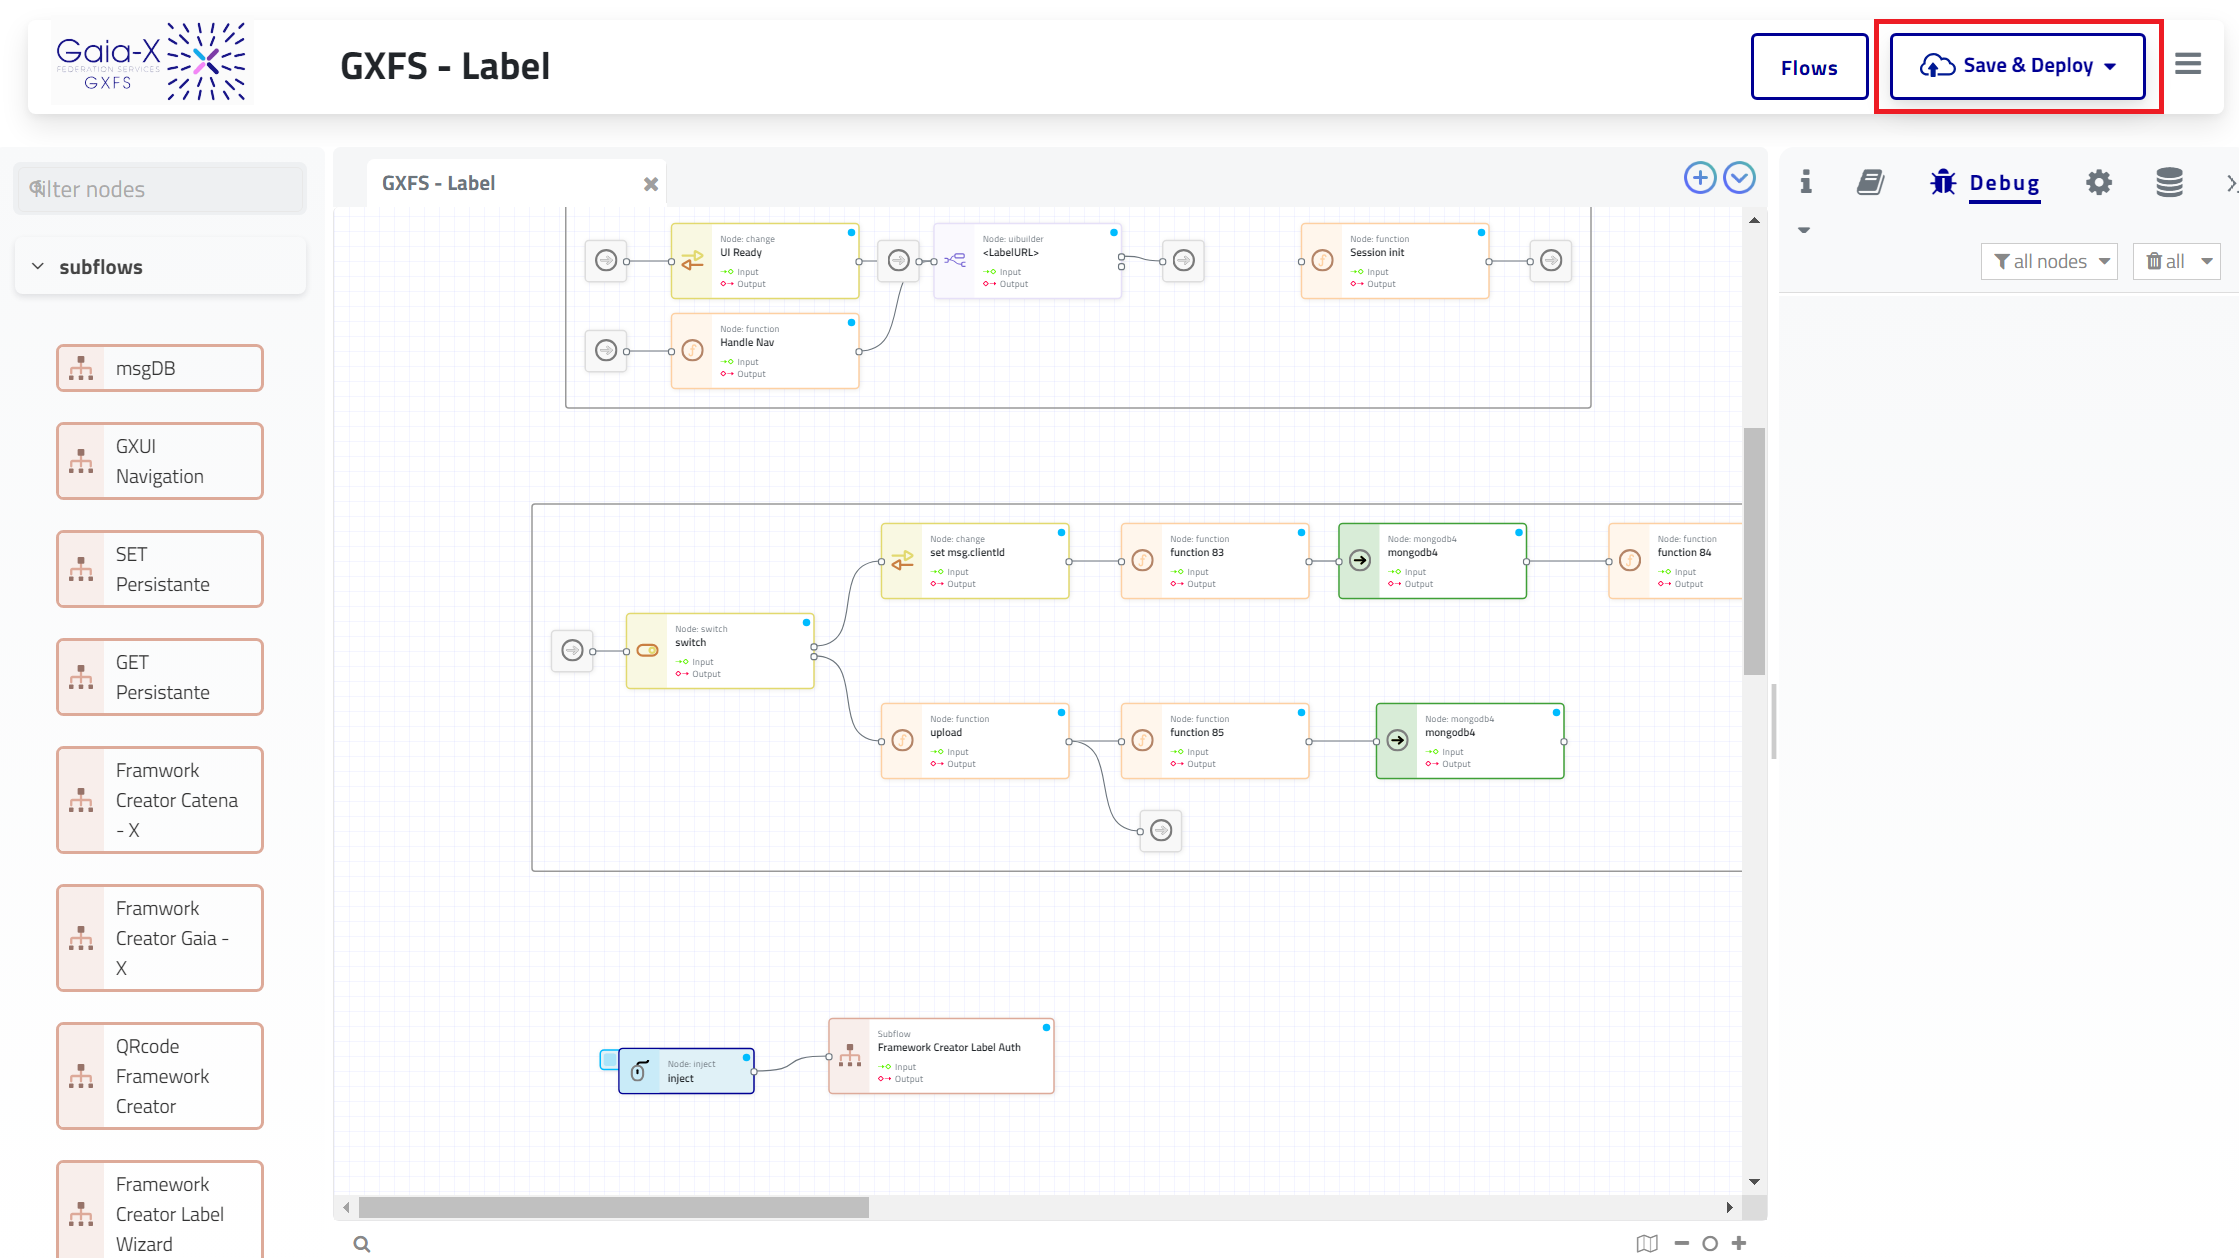 Gaia-X
FEDERATION SERVICES
GXFS
GXFS - Label
Flows
Save & Deploy
filter nodes
subflows
msgDB
GXUI
Navigation
SET
Persistante
GET
Persistante
Framwork
Creator Catena
- X
Framwork
Creator Gaia -
X
QRcode
Framework
Creator
Framework
Creator Label
Wizard
GXFS - Label
Node: change
UI Ready
Input
Output
Node: uibuilder
<LabelURL>
Input
Output
Node: function
Session init
Input
Output
Node: function
Handle Nav
Input
Output
Node: change
set msg.clientId
Input
Output
Node: function
function 83
Input
Output
Node: mongodb4
mongodb4
Input
Output
Node: function
function 84
Input
Output
Node: switch
switch
Input
Output
Node: function
upload
Input
Output
Node: function
function 85
Input
Output
Node: mongodb4
mongodb4
Input
Output
Node: inject
inject
Subflow
Framework Creator Label Auth
Input
Output
Debug
all nodes
all